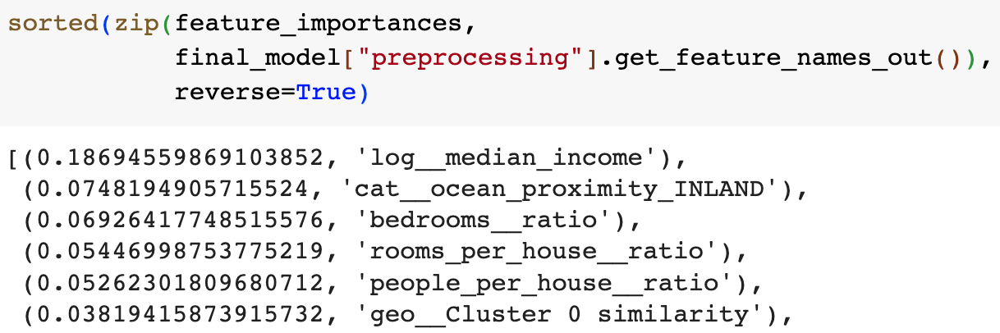 sorted(zip(feature_importances,
final_model["preprocessing"].get_feature_names_out()),
reverse=True)
[(0.18694559869103852, 'log__median_income'),
(0.0748194905715524, 'cat__ocean_proximity_INLAND'),
(0.06926417748515576, 'bedrooms__ratio'),
(0.05446998753775219, 'rooms_per_house__ratio'),
(0.05262301809680712, 'people_per_house__ratio'),
(0.03819415873915732, 'geo__Cluster 0 similarity'),